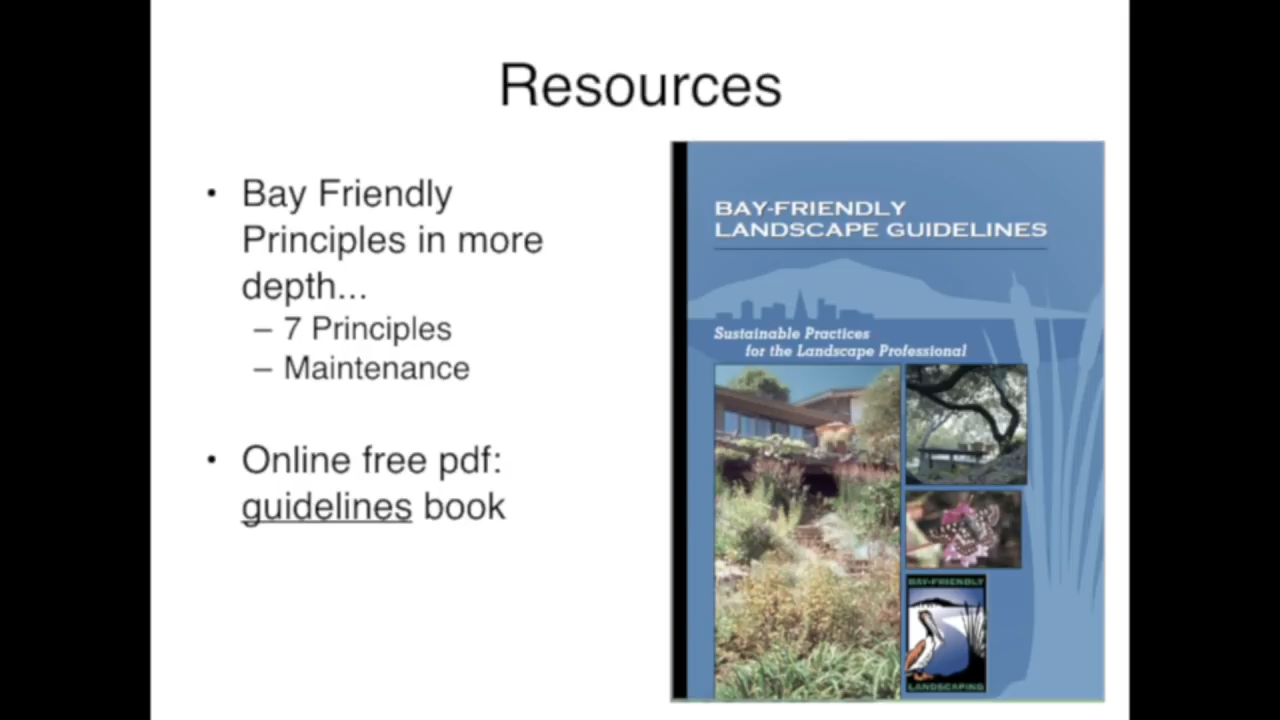 Resources
• Bay Friendly
Principles in more
depth...
– 7 Principles
– Maintenance
• Online free pdf:
guidelines book
BAY-FRIENDLY
LANDSCAPE GUIDELINES
Sustainable Practices
for the Landscape Professional
BAY-FRIENDLY
LANDSCAPING